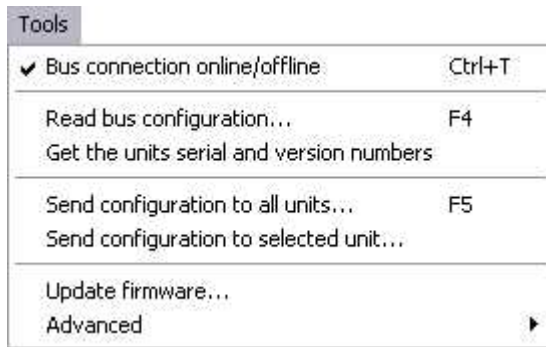 Tools
Bus connection online/offline Ctrl+T
Read bus configuration... F4
Get the units serial and version numbers
Send configuration to all units... F5
Send configuration to selected unit...
Update firmware...
Advanced